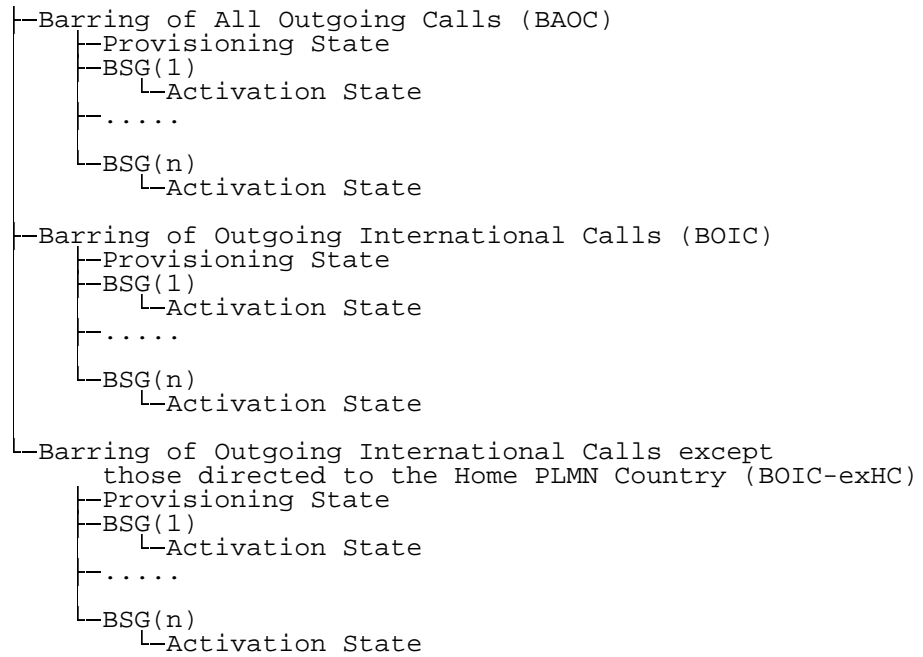 Barring of All Outgoing Calls (BAOC)
Provisioning State
BSG(1)
Activation State
.....
BSG(n)
Activation State
Barring of Outgoing International Calls (BOIC)
Provisioning State
BSG(1)
Activation State
.....
BSG(n)
Activation State
Barring of Outgoing International Calls except
those directed to the Home PLMN Country (BOIC-exHC)
Provisioning State
BSG(1)
Activation State
.....
BSG(n)
Activation State